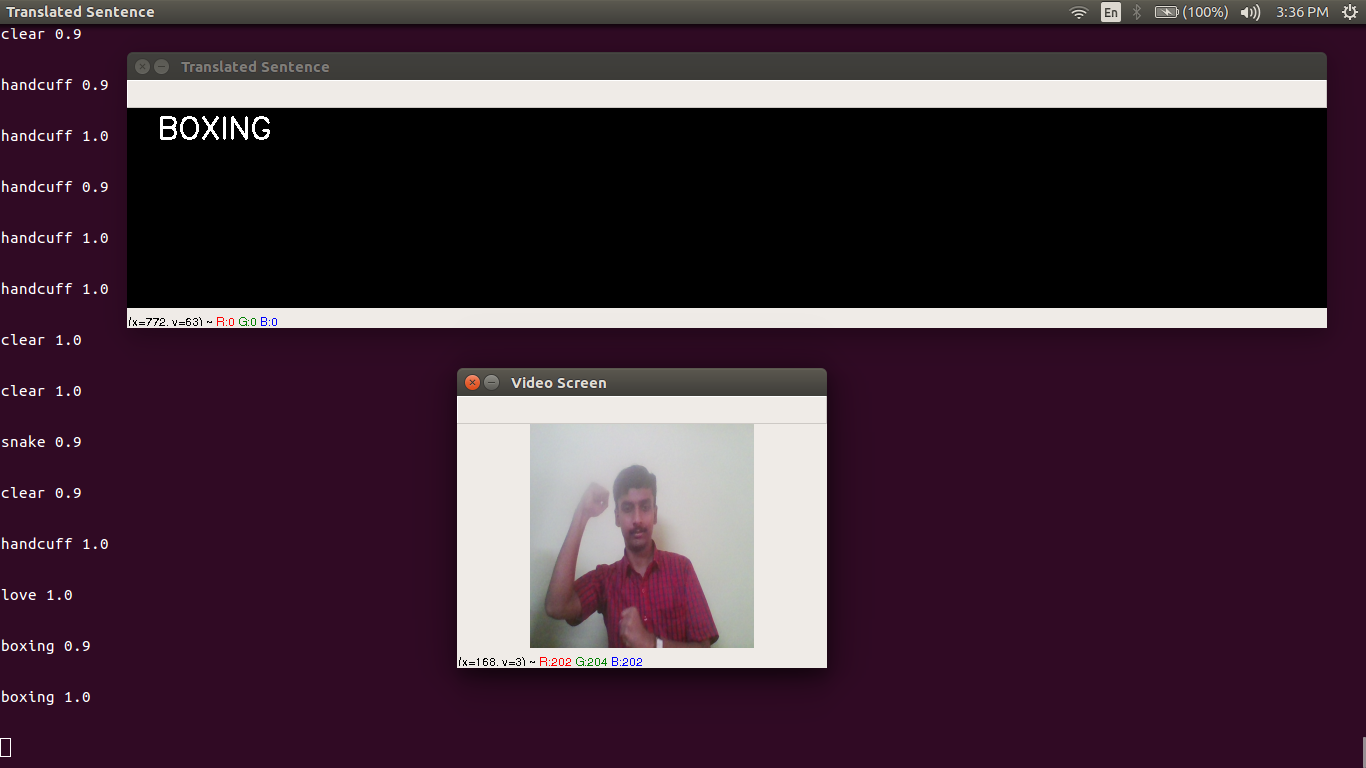 Translated Sentence
En
(100%)
3:36 PM
clear 0.9
handcuff 0.9
handcuff 1.0
handcuff 0.9
handcuff 1.0
handcuff 1.0
clear 1.0
clear 1.0
snake 0.9
clear 0.9
handcuff 1.0
love 1.0
boxing 0.9
boxing 1.0
Translated Sentence
BOXING
(x=772, y=63) ~ R:0 G:0 B:0
Video Screen
(x=168, y=3) ~ R:202 G:204 B:202